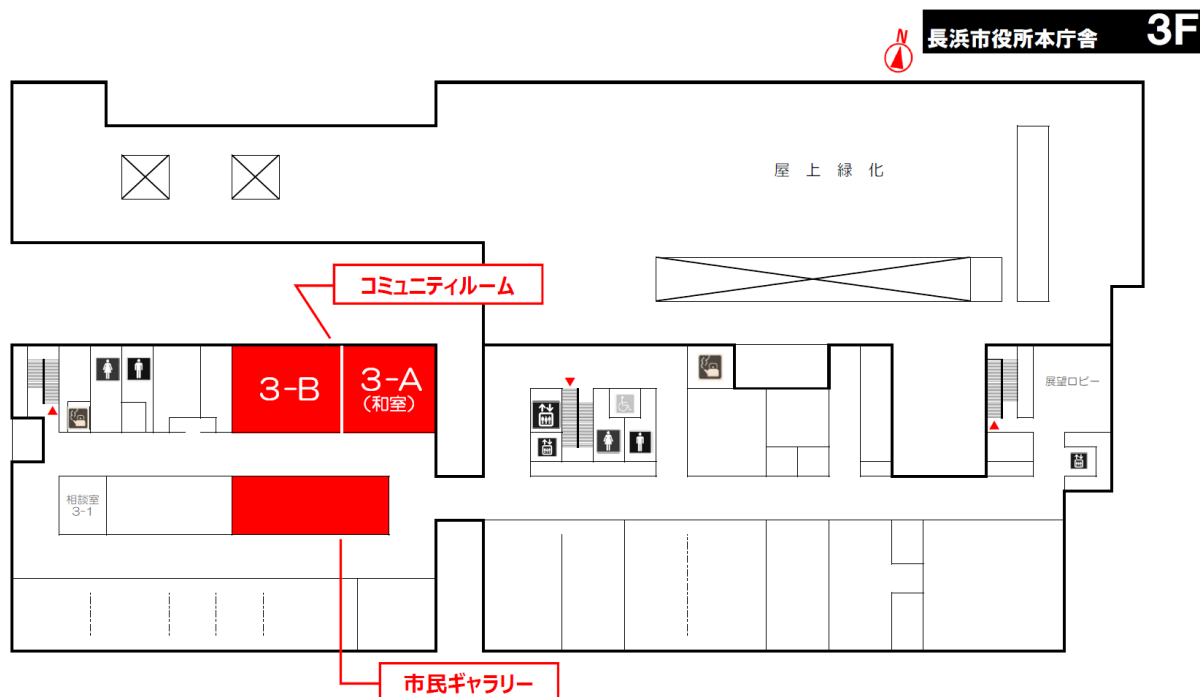 N
長浜市役所本庁舎 3F
屋上緑化
コミュニティルーム
3-B
3-A
(和室)
展望ロビー
相談室
3-1
市民ギャラリー